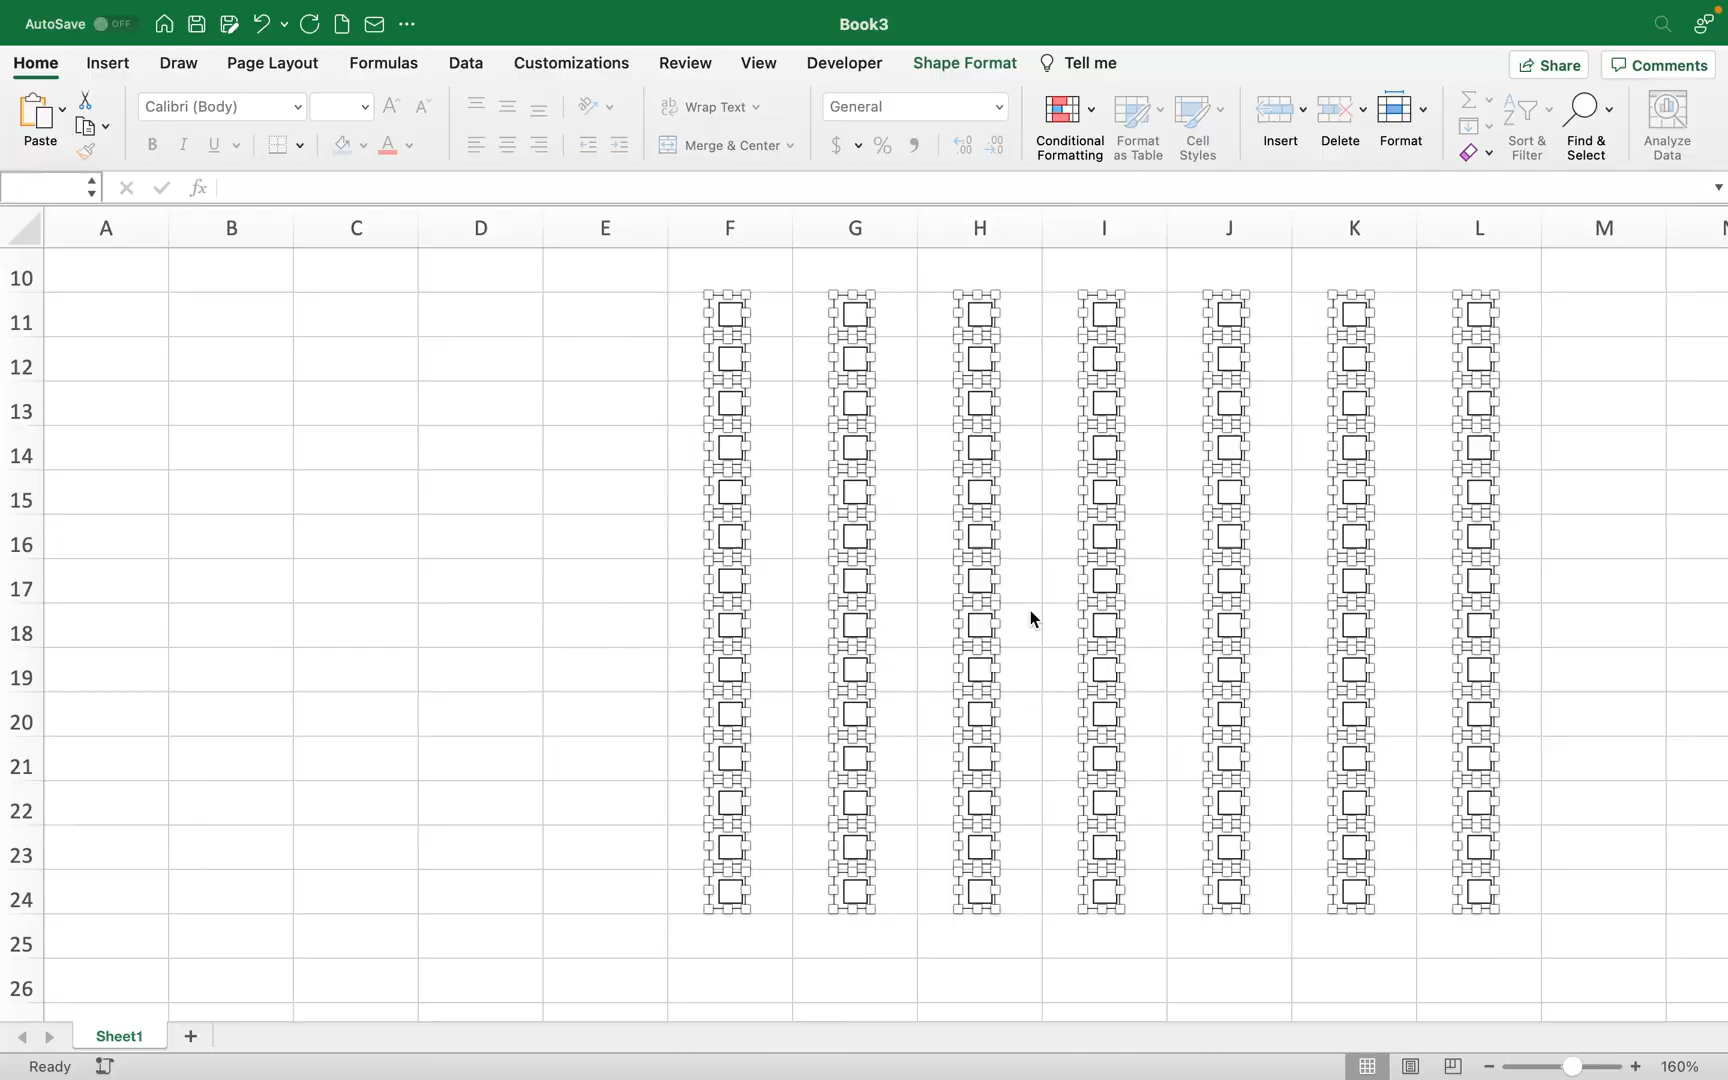 AutoSave OFF Book3
Home Insert Draw Page Layout Formulas Data Customizations Review View Developer Shape Format Tell me Share Comments
Paste Calibri (Body) B I U A Wrap Text Merge & Center General $ % Conditional Formatting Format as Table Cell Styles Insert Delete Format Sort & Filter Find & Select Analyze Data
fx
A B C D E F G H I J K L M N
10
11
12
13
14
15
16
17
18
19
20
21
22
23
24
25
26
Sheet1 +
Ready 160%